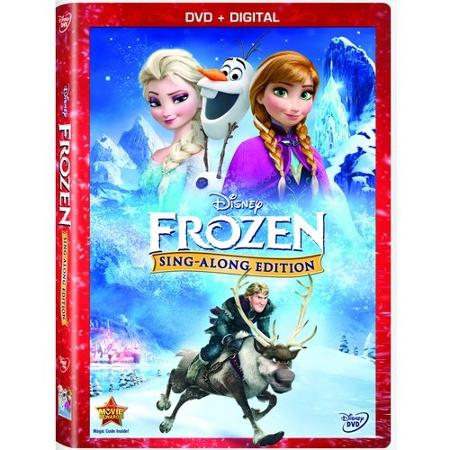 DVD + DIGITAL
Disney
FROZEN
SING-ALONG EDITION
Disney
FROZEN
SING-ALONG EDITION
Disney
MOVIE
REWARDS
Magic Code Inside!
Disney
DVD